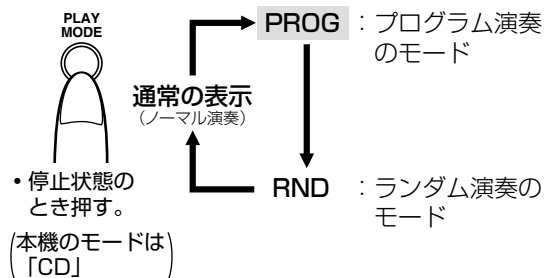 PLAY
MODE
PROG ：プログラム演奏
のモード
通常の表示
（ノーマル演奏）
RND ：ランダム演奏の
モード
・停止状態の
とき押す。
(本機のモードは
「CD」)